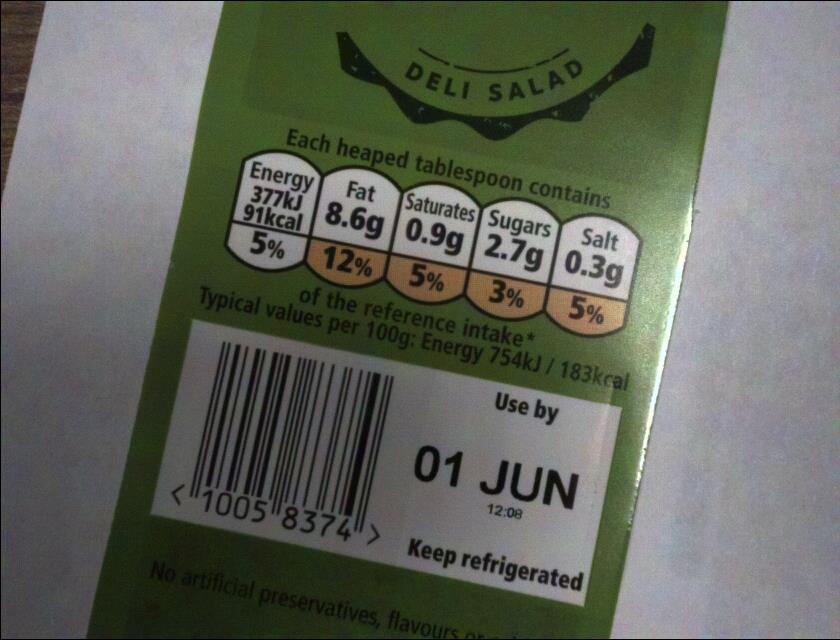 DELI SALAD
Each heaped tablespoon contains
Energy 377kJ 91kcal 5%
Fat 8.6g 12%
Saturates 0.9g 5%
Sugars 2.7g 3%
Salt 0.3g 5%
of the reference intake*
Typical values per 100g: Energy 754kJ / 183kcal
Use by
01 JUN
12:08
< 1005 8374 >
Keep refrigerated
No artificial preservatives, flavours or